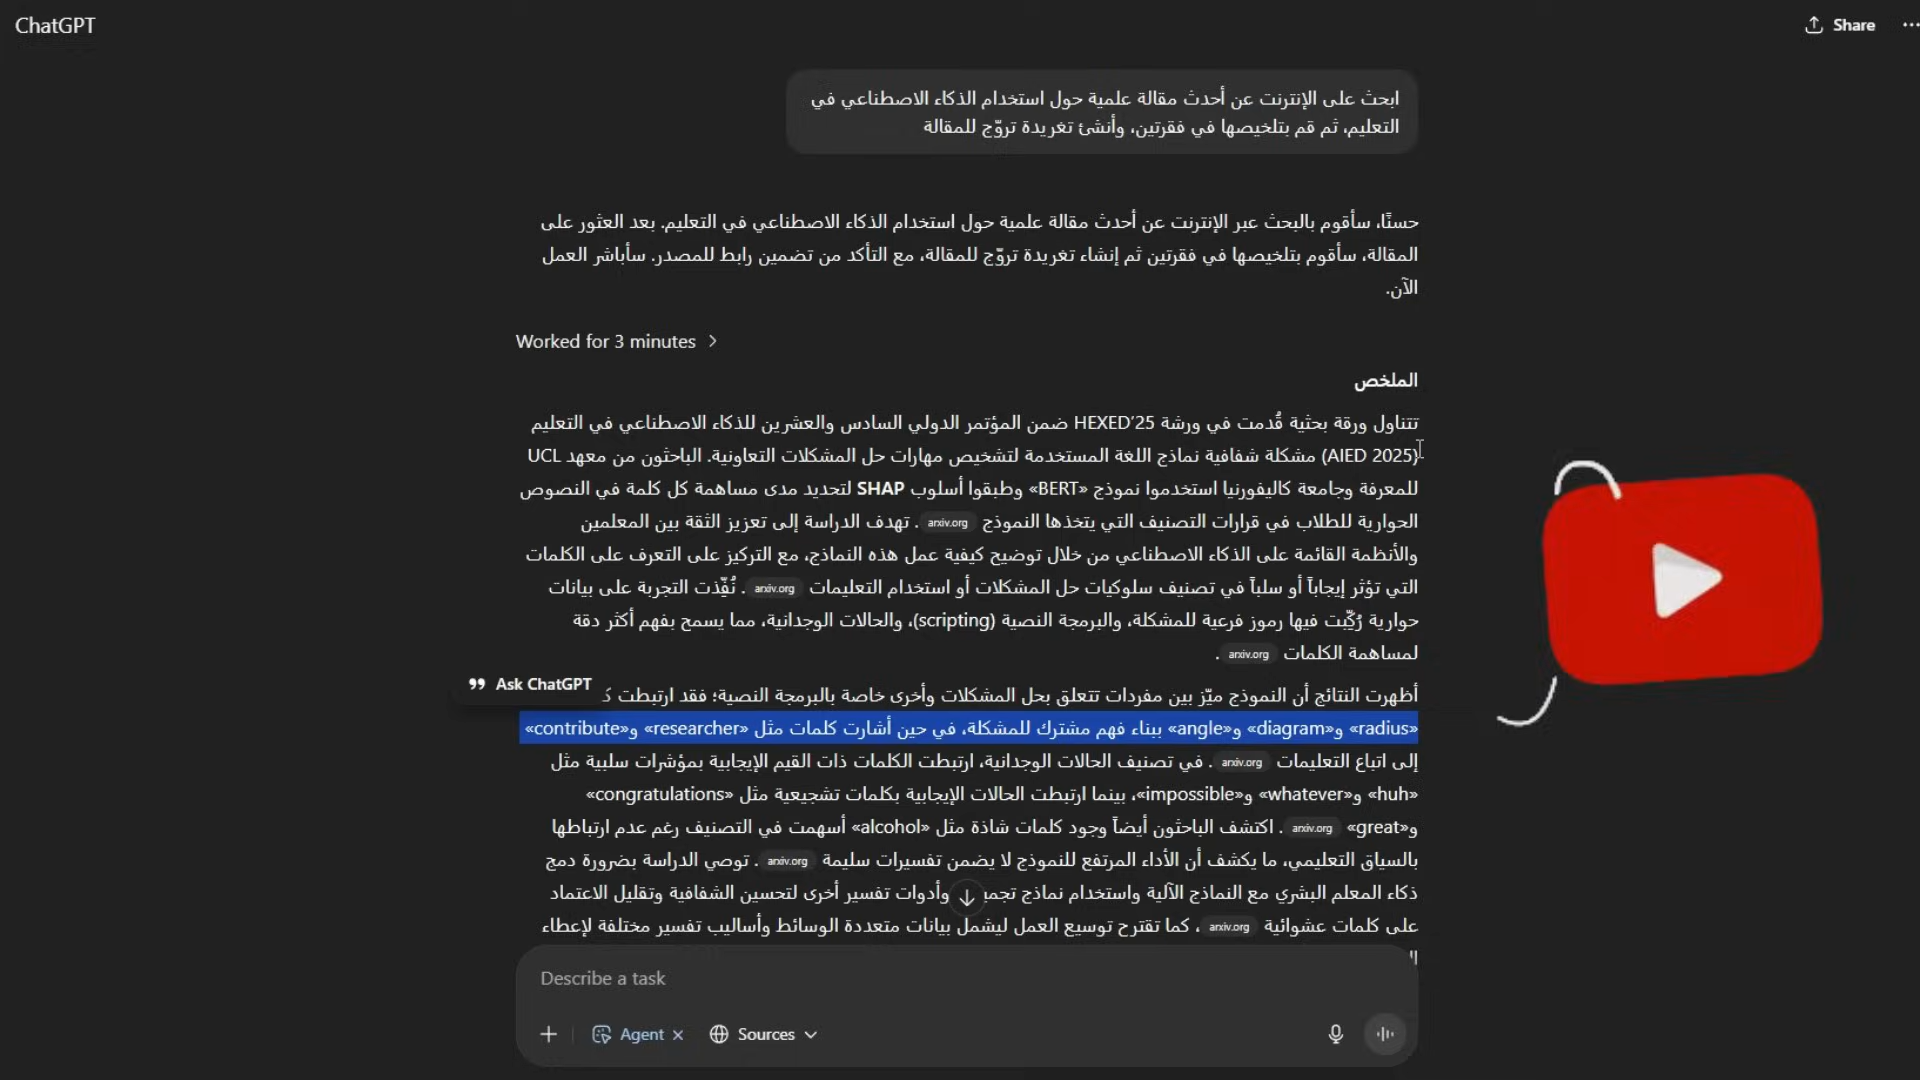 ChatGPT
Share
ابحث على الإنترنت عن أحدث مقالة علمية حول استخدام الذكاء الاصطناعي في
التعليم، ثم قم بتلخيصها في فقرتين، وأنشئ تغريدة تروّج للمقالة
حسنًا، سأقوم بالبحث عبر الإنترنت عن أحدث مقالة علمية حول استخدام الذكاء الاصطناعي في التعليم. بعد العثور على
المقالة، سأقوم بتلخيصها في فقرتين ثم إنشاء تغريدة تروّج للمقالة، مع التأكد من تضمين رابط للمصدر. سأباشر العمل
الآن.
Worked for 3 minutes
الملخص
تتناول ورقة بحثية قُدمت في ورشة HEXED’25 ضمن المؤتمر الدولي السادس والعشرين للذكاء الاصطناعي في التعليم
(AIED 2025) مشكلة شفافية نماذج اللغة المستخدمة لتشخيص مهارات حل المشكلات التعاونية. الباحثون من معهد UCL
للمعرفة وجامعة كاليفورنيا استخدموا نموذج «BERT» وطبقوا أسلوب SHAP لتحديد مدى مساهمة كل كلمة في النصوص
الحوارية للطلاب في قرارات التصنيف التي يتخذها النموذج arxiv.org . تهدف الدراسة إلى تعزيز الثقة بين المعلمين
والأنظمة القائمة على الذكاء الاصطناعي من خلال توضيح كيفية عمل هذه النماذج، مع التركيز على التعرف على الكلمات
التي تؤثر إيجاباً أو سلباً في تصنيف سلوكيات حل المشكلات أو استخدام التعليمات arxiv.org . نُفِّذت التجربة على بيانات
حوارية رُكِّبت فيها رموز فرعية للمشكلة، والبرمجة النصية (scripting)، والحالات الوجدانية، مما يسمح بفهم أكثر دقة
لمساهمة الكلمات arxiv.org .
Ask ChatGPT
أظهرت النتائج أن النموذج ميّز بين مفردات تتعلق بحل المشكلات وأخرى خاصة بالبرمجة النصية؛ فقد ارتبطت
«radius» و«diagram» و«angle» ببناء فهم مشترك للمشكلة، في حين أشارت كلمات مثل «researcher» و«contribute»
إلى اتباع التعليمات arxiv.org . في تصنيف الحالات الوجدانية، ارتبطت الكلمات ذات القيم الإيجابية بمؤشرات سلبية مثل
«huh» و«whatever» و«impossible»، بينما ارتبطت الحالات الإيجابية بكلمات تشجيعية مثل «congratulations»
و«great» arxiv.org . اكتشف الباحثون أيضاً وجود كلمات شاذة مثل «alcohol» أسهمت في التصنيف رغم عدم ارتباطها
بالسياق التعليمي، ما يكشف أن الأداء المرتفع للنموذج لا يضمن تفسيرات سليمة arxiv.org . توصي الدراسة بضرورة دمج
ذكاء المعلم البشري مع النماذج الآلية واستخدام نماذج وأدوات تفسير أخرى لتحسين الشفافية وتقليل الاعتماد
على كلمات عشوائية arxiv.org ، كما تقترح توسيع العمل ليشمل بيانات متعددة الوسائط وأساليب تفسير مختلفة لإعطاء
Describe a task
Agent
Sources